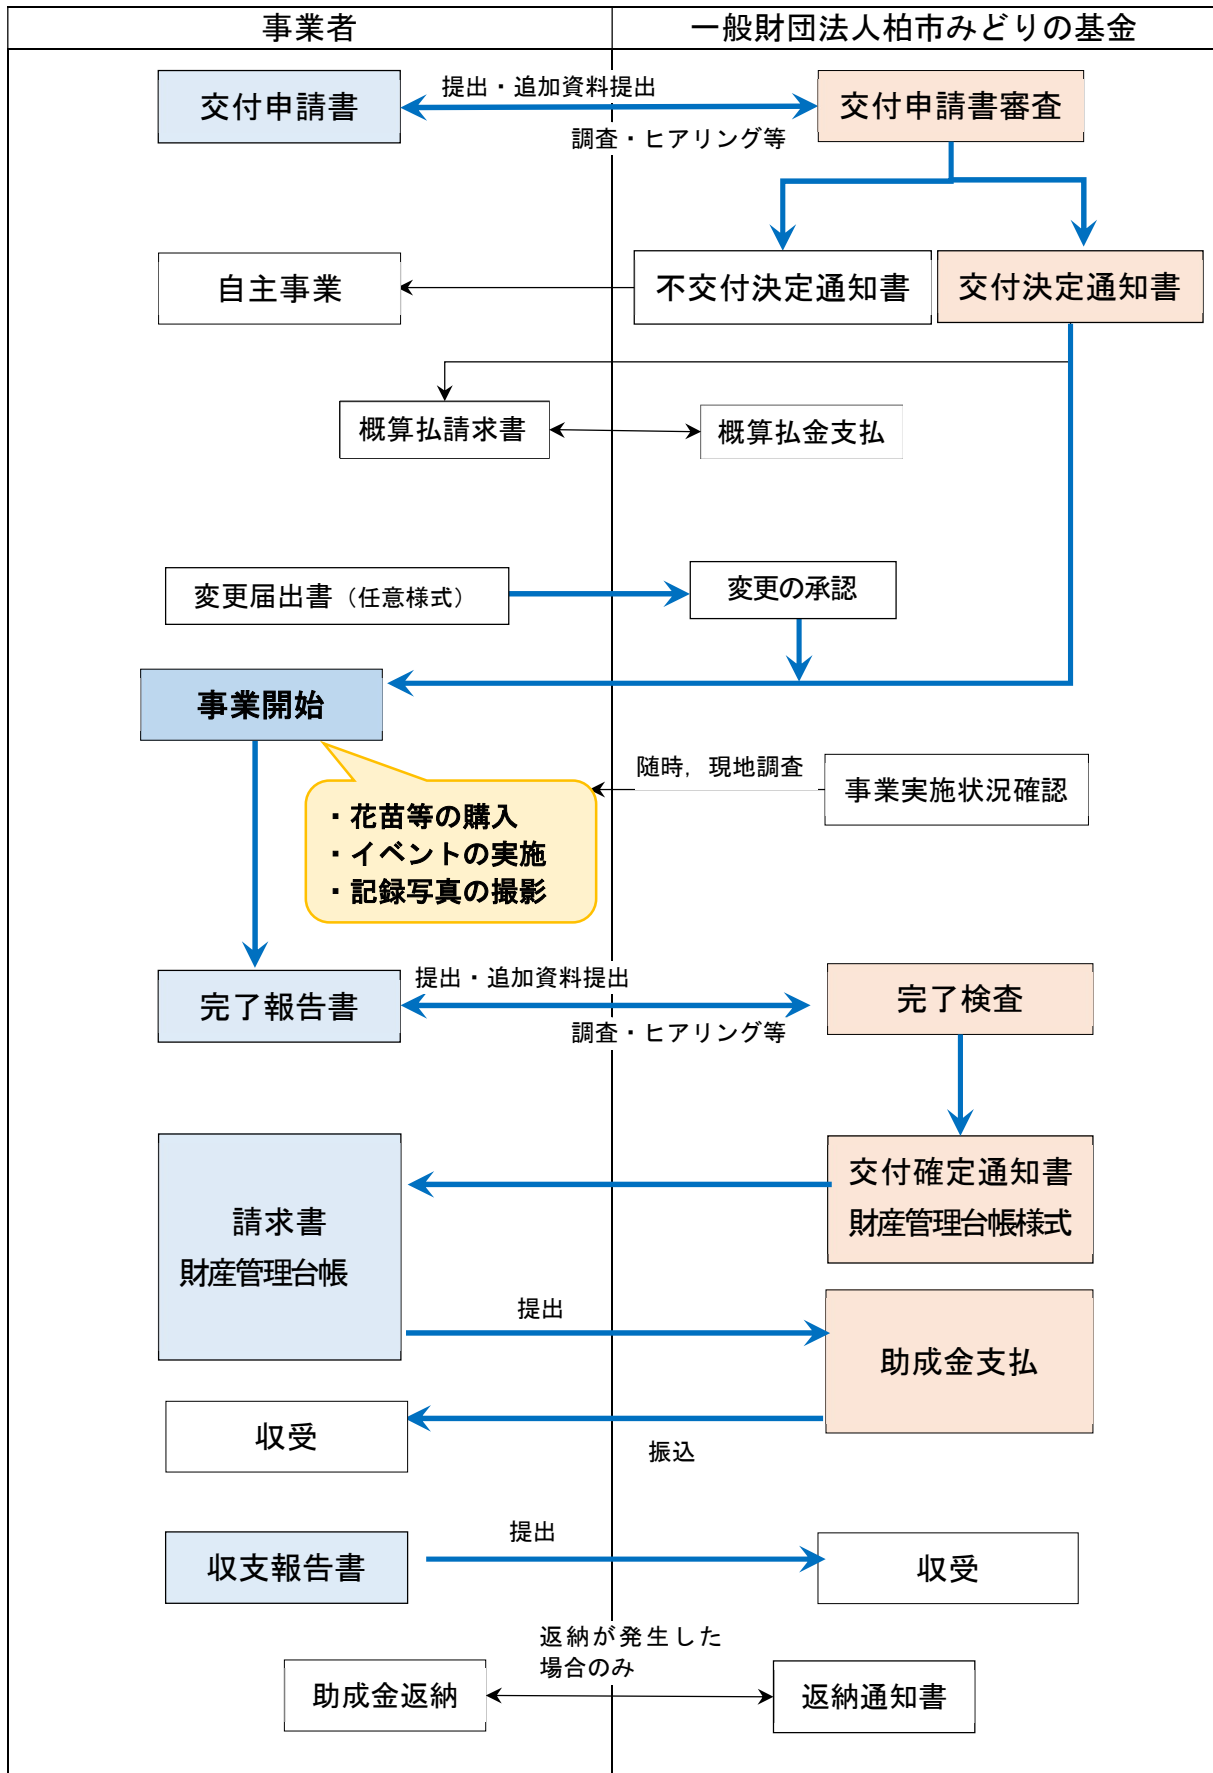 事業者
一般財団法人柏市みどりの基金
交付申請書
提出・追加資料提出
調査・ヒアリング等
交付申請書審査
自主事業
不交付決定通知書
交付決定通知書
概算払請求書
概算払金支払
変更届出書（任意様式）
変更の承認
事業開始
・花苗等の購入
・イベントの実施
・記録写真の撮影
随時，現地調査
事業実施状況確認
完了報告書
提出・追加資料提出
調査・ヒアリング等
完了検査
交付確定通知書
財産管理台帳様式
請求書
財産管理台帳
提出
助成金支払
収受
振込
収支報告書
提出
収受
返納が発生した
場合のみ
助成金返納
返納通知書